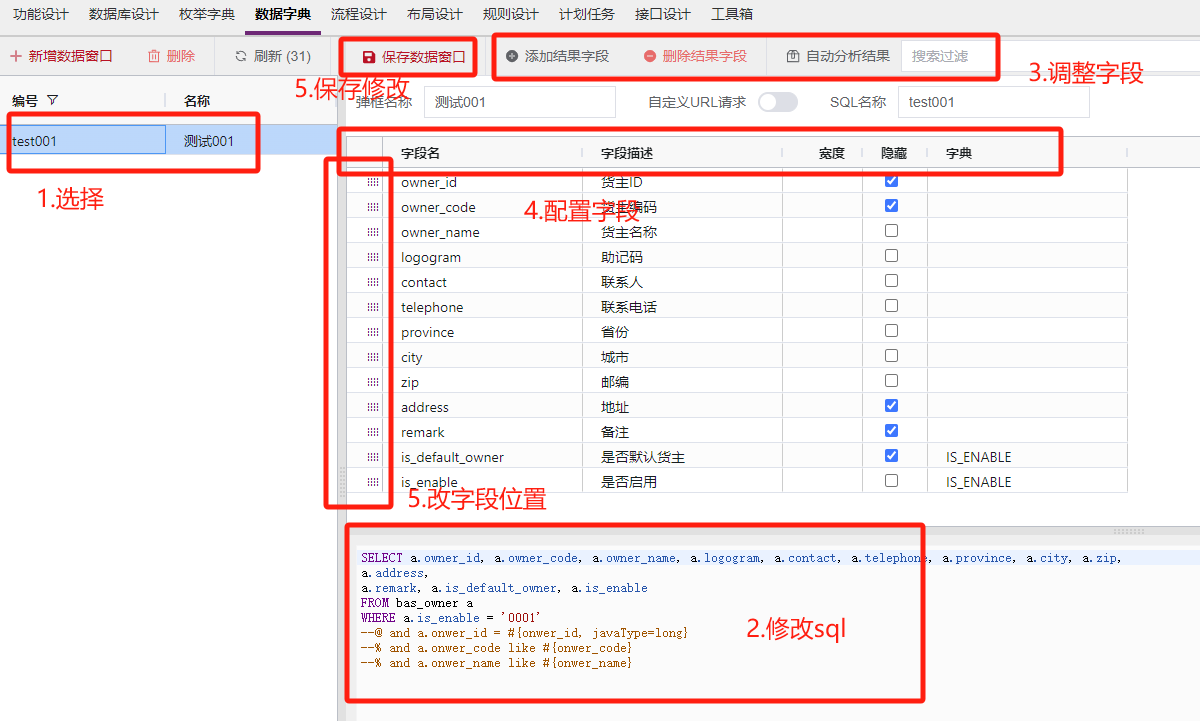 功能设计 数据库设计 枚举字典 数据字典 流程设计 布局设计 规则设计 计划任务 接口设计 工具箱
新增数据窗口 删除 刷新 (31) 保存数据窗口 添加结果字段 删除结果字段 自动分析结果 搜索过滤
3.调整字段
5.保存修改
编号 名称
弹框名称 测试001 自定义URL请求 SQL名称 test001
test001 测试001
1.选择
字段名 字段描述 宽度 隐藏 字典
owner_id 货主ID
owner_code 货主编码
4.配置字段
owner_name 货主名称
logogram 助记码
contact 联系人
telephone 联系电话
province 省份
city 城市
zip 邮编
address 地址
remark 备注
is_default_owner 是否默认货主 IS_ENABLE
is_enable 是否启用 IS_ENABLE
5.改字段位置
SELECT a.owner_id, a.owner_code, a.owner_name, a.logogram, a.contact, a.telephone, a.province, a.city, a.zip,
a.address,
a.remark, a.is_default_owner, a.is_enable
FROM bas_owner a
WHERE a.is_enable = '0001'
--@ and a.onwer_id = #{onwer_id, javaType=long}
--% and a.onwer_code like #{onwer_code}
--% and a.onwer_name like #{onwer_name}
2.修改sql